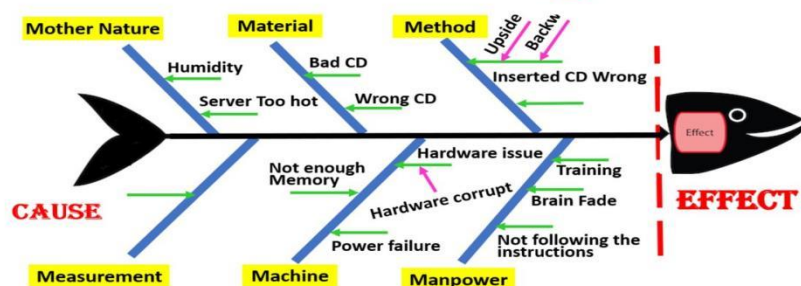 Mother Nature
Material
Method
Upside
Backw
Humidity
Bad CD
Inserted CD Wrong
Server Too hot
Wrong CD
Effect
Not enough
Memory
Hardware issue
Training
Hardware corrupt
Brain Fade
CAUSE
EFFECT
Power failure
Not following the
instructions
Measurement
Machine
Manpower